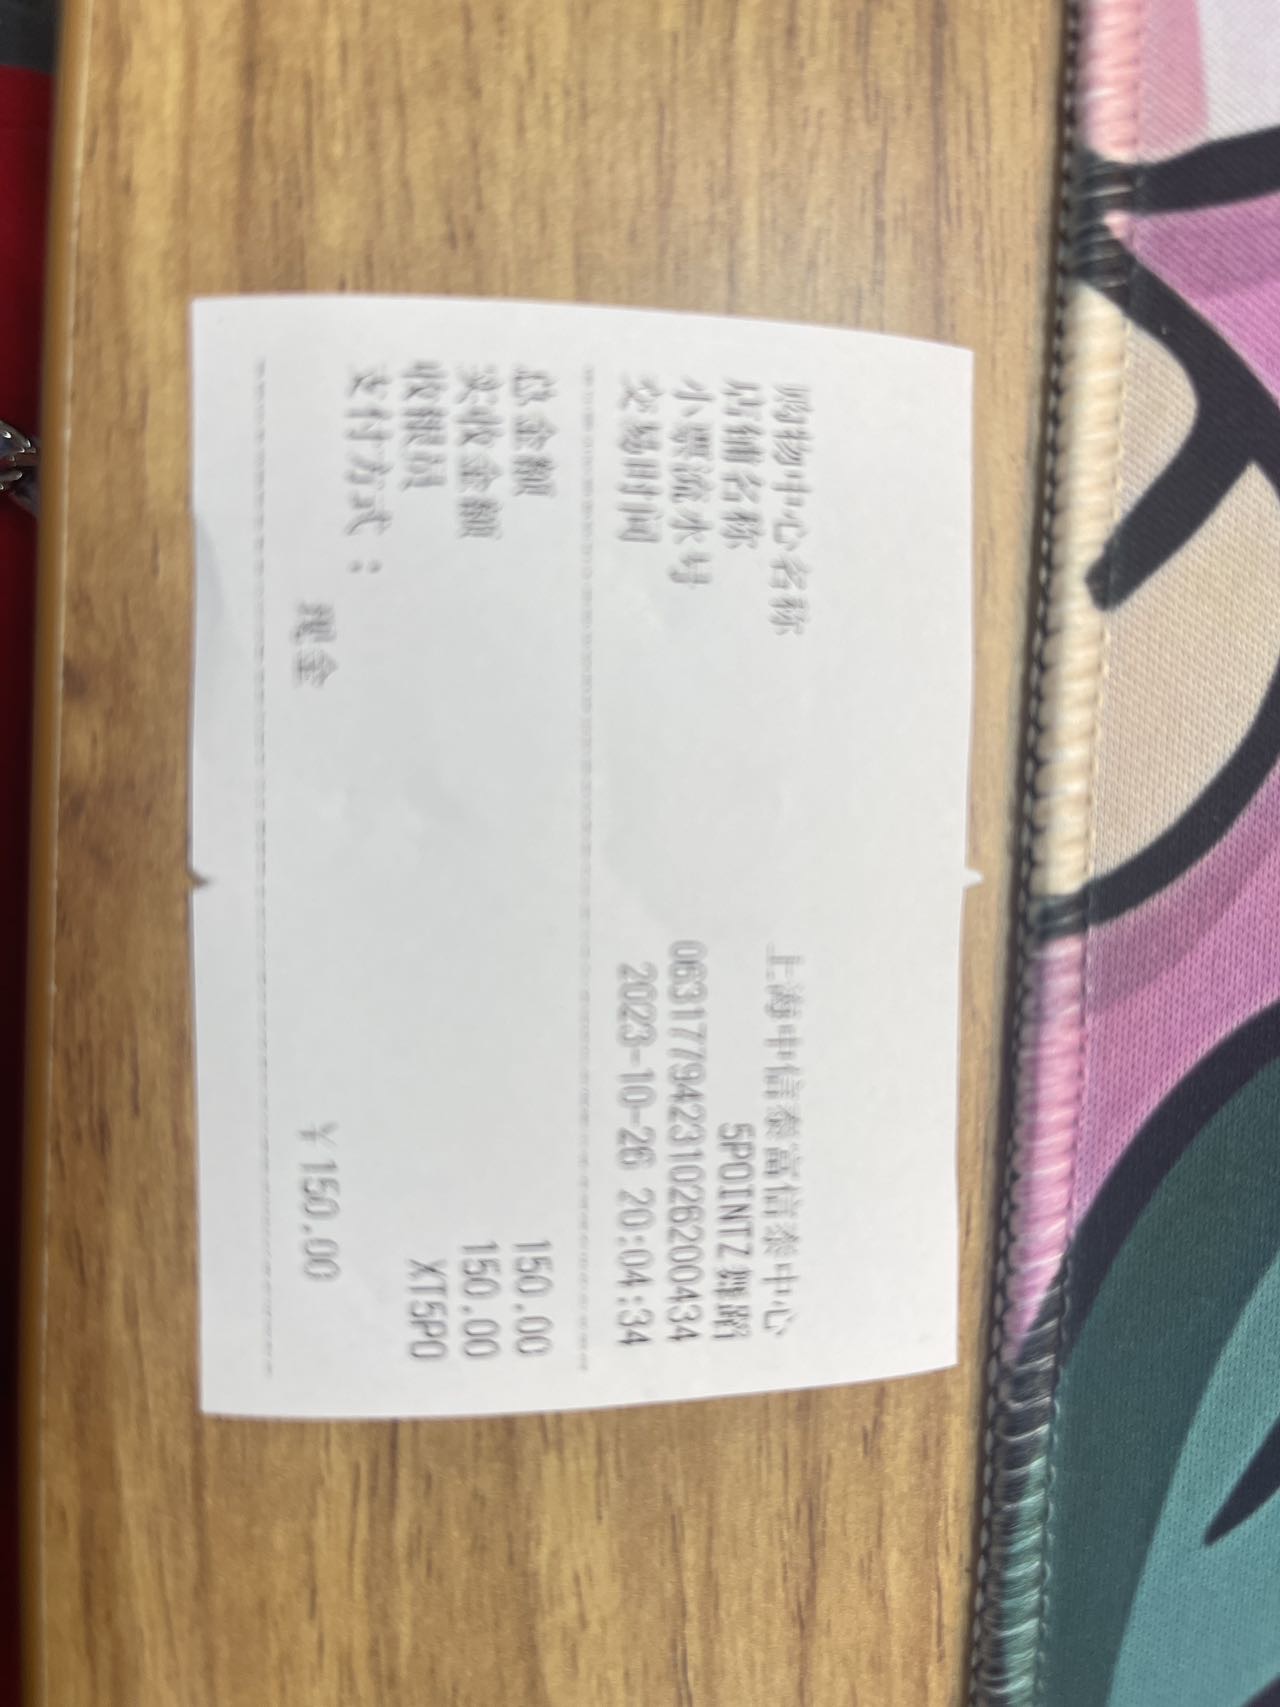 购物中心名称 上海中信泰富信泰中心
店铺名称 5POINTZ舞蹈
小票流水号 0631779423102620​0434
交易时间 2023-10-26 20:04:34
总金额 150.00
实收金额 150.00
收银员 XT5P0
支付方式：
现金 ￥150.00